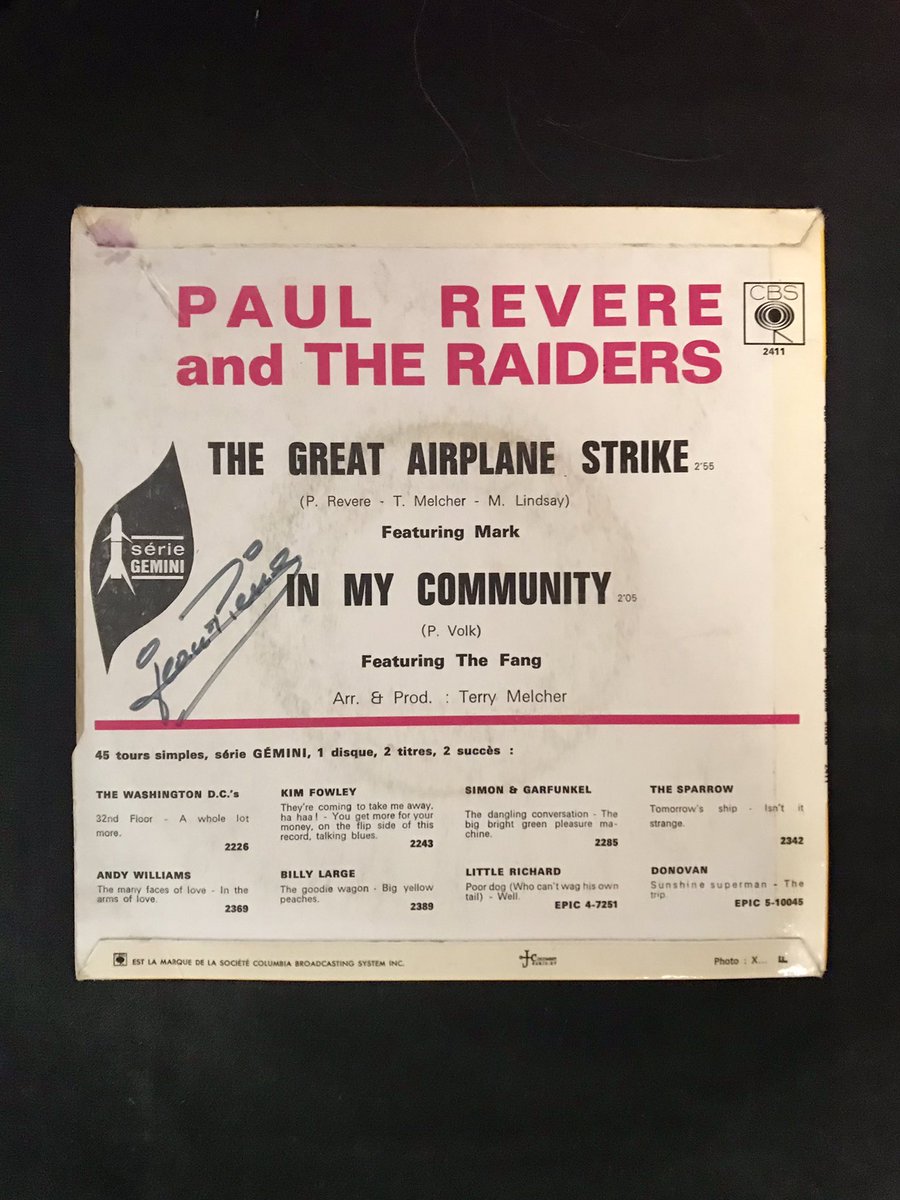 PAUL REVERE
and THE RAIDERS
CBS
2411
THE GREAT AIRPLANE STRIKE 2'55
(P. Revere - T. Melcher - M. Lindsay)
Featuring Mark
série
GEMINI
Jean Pierre
IN MY COMMUNITY 2'05
(P. Volk)
Featuring The Fang
Arr. & Prod. : Terry Melcher
45 tours simples, série GÉMINI, 1 disque, 2 titres, 2 succès :
THE WASHINGTON D.C.'s
32nd Floor - A whole lot
more.
2226
KIM FOWLEY
They're coming to take me away,
ha haa! - You get more for your
money, on the flip side of this
record, talking blues.
2243
SIMON & GARFUNKEL
The dangling conversation - The
big bright green pleasure ma-
chine.
2285
THE SPARROW
Tomorrow's ship - Isn't it
strange.
2342
ANDY WILLIAMS
The many faces of love - In the
arms of love.
2369
BILLY LARGE
The goodie wagon - Big yellow
peaches.
2389
LITTLE RICHARD
Poor dog (Who can't wag his own
tail) - Well.
EPIC 4-7251
DONOVAN
Sunshine superman - The
trip.
EPIC 5-10045
EST LA MARQUE DE LA SOCIÉTÉ COLUMBIA BROADCASTING SYSTEM INC.
Photo : X...